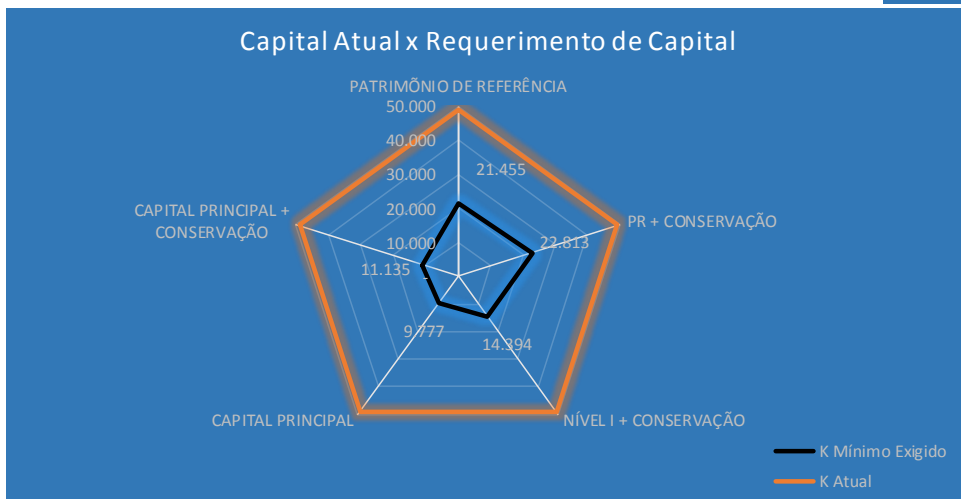 Capital Atual x Requerimento de Capital
PATRIMÕNIO DE REFERÊNCIA
50.000
40.000
30.000
20.000
10.000
-
21.455
PR + CONSERVAÇÃO
22.813
CAPITAL PRINCIPAL +
CONSERVAÇÃO
11.135
9.777
14.394
CAPITAL PRINCIPAL
NÍVEL I + CONSERVAÇÃO
K Mínimo Exigido
K Atual